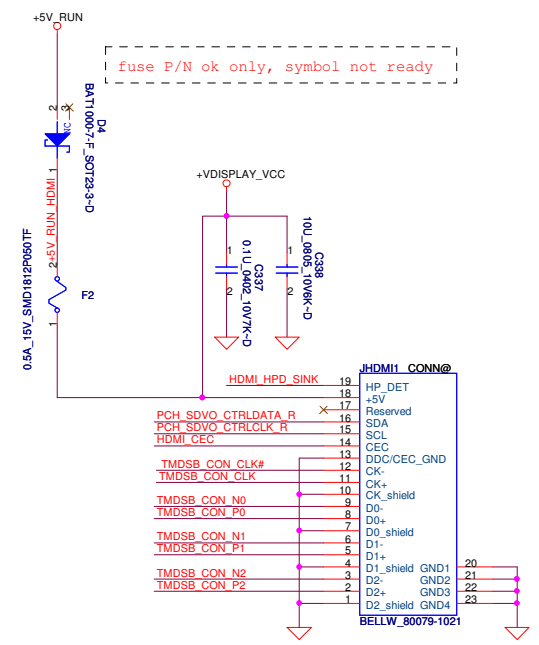 +5V_RUN
fuse P/N ok only, symbol not ready
2
3
NC
D4
BAT1000-7-F_SOT23-3~D
1
+5V_RUN_HDMI
2
F2
0.5A_15V_SMD1812P050TF
1
+VDISPLAY_VCC
1
2
C337
0.1U_0402_10V7K~D
1
2
C338
10U_0805_10V6K~D
JHDMI1 CONN@
HDMI_HPD_SINK 19 HP_DET
18 +5V
17 Reserved
PCH_SDVO_CTRLDATA_R 16 SDA
PCH_SDVO_CTRLCLK_R 15 SCL
HDMI_CEC 14 CEC
13 DDC/CEC_GND
TMDSB_CON_CLK# 12 CK-
TMDSB_CON_CLK 11 CK+
10 CK_shield
TMDSB_CON_N0 9 D0-
TMDSB_CON_P0 8 D0+
7 D0_shield
TMDSB_CON_N1 6 D1-
TMDSB_CON_P1 5 D1+
4 D1_shield GND1 20
TMDSB_CON_N2 3 D2- GND2 21
TMDSB_CON_P2 2 D2+ GND3 22
1 D2_shield GND4 23
BELLW_80079-1021